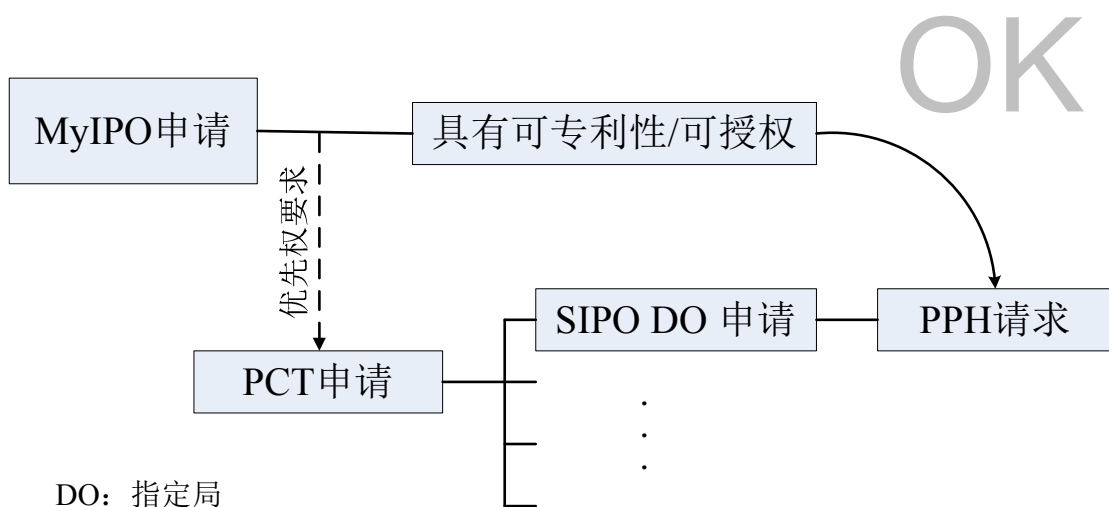 OK
MyIPO申请
具有可专利性/可授权
优先权要求
SIPO DO 申请
PPH请求
PCT申请
DO：指定局